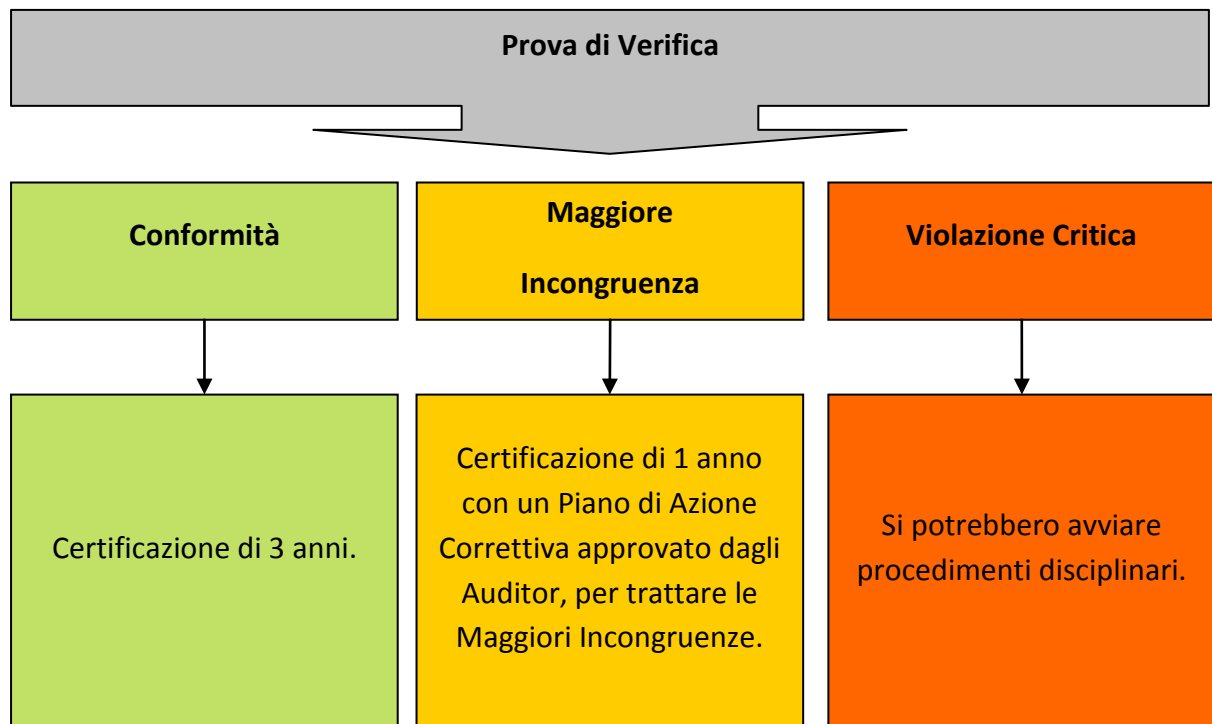 Prova di Verifica
Conformità
Maggiore
Incongruenza
Violazione Critica
Certificazione di 3 anni.
Certificazione di 1 anno
con un Piano di Azione
Correttiva approvato dagli
Auditor, per trattare le
Maggiori Incongruenze.
Si potrebbero avviare
procedimenti disciplinari.